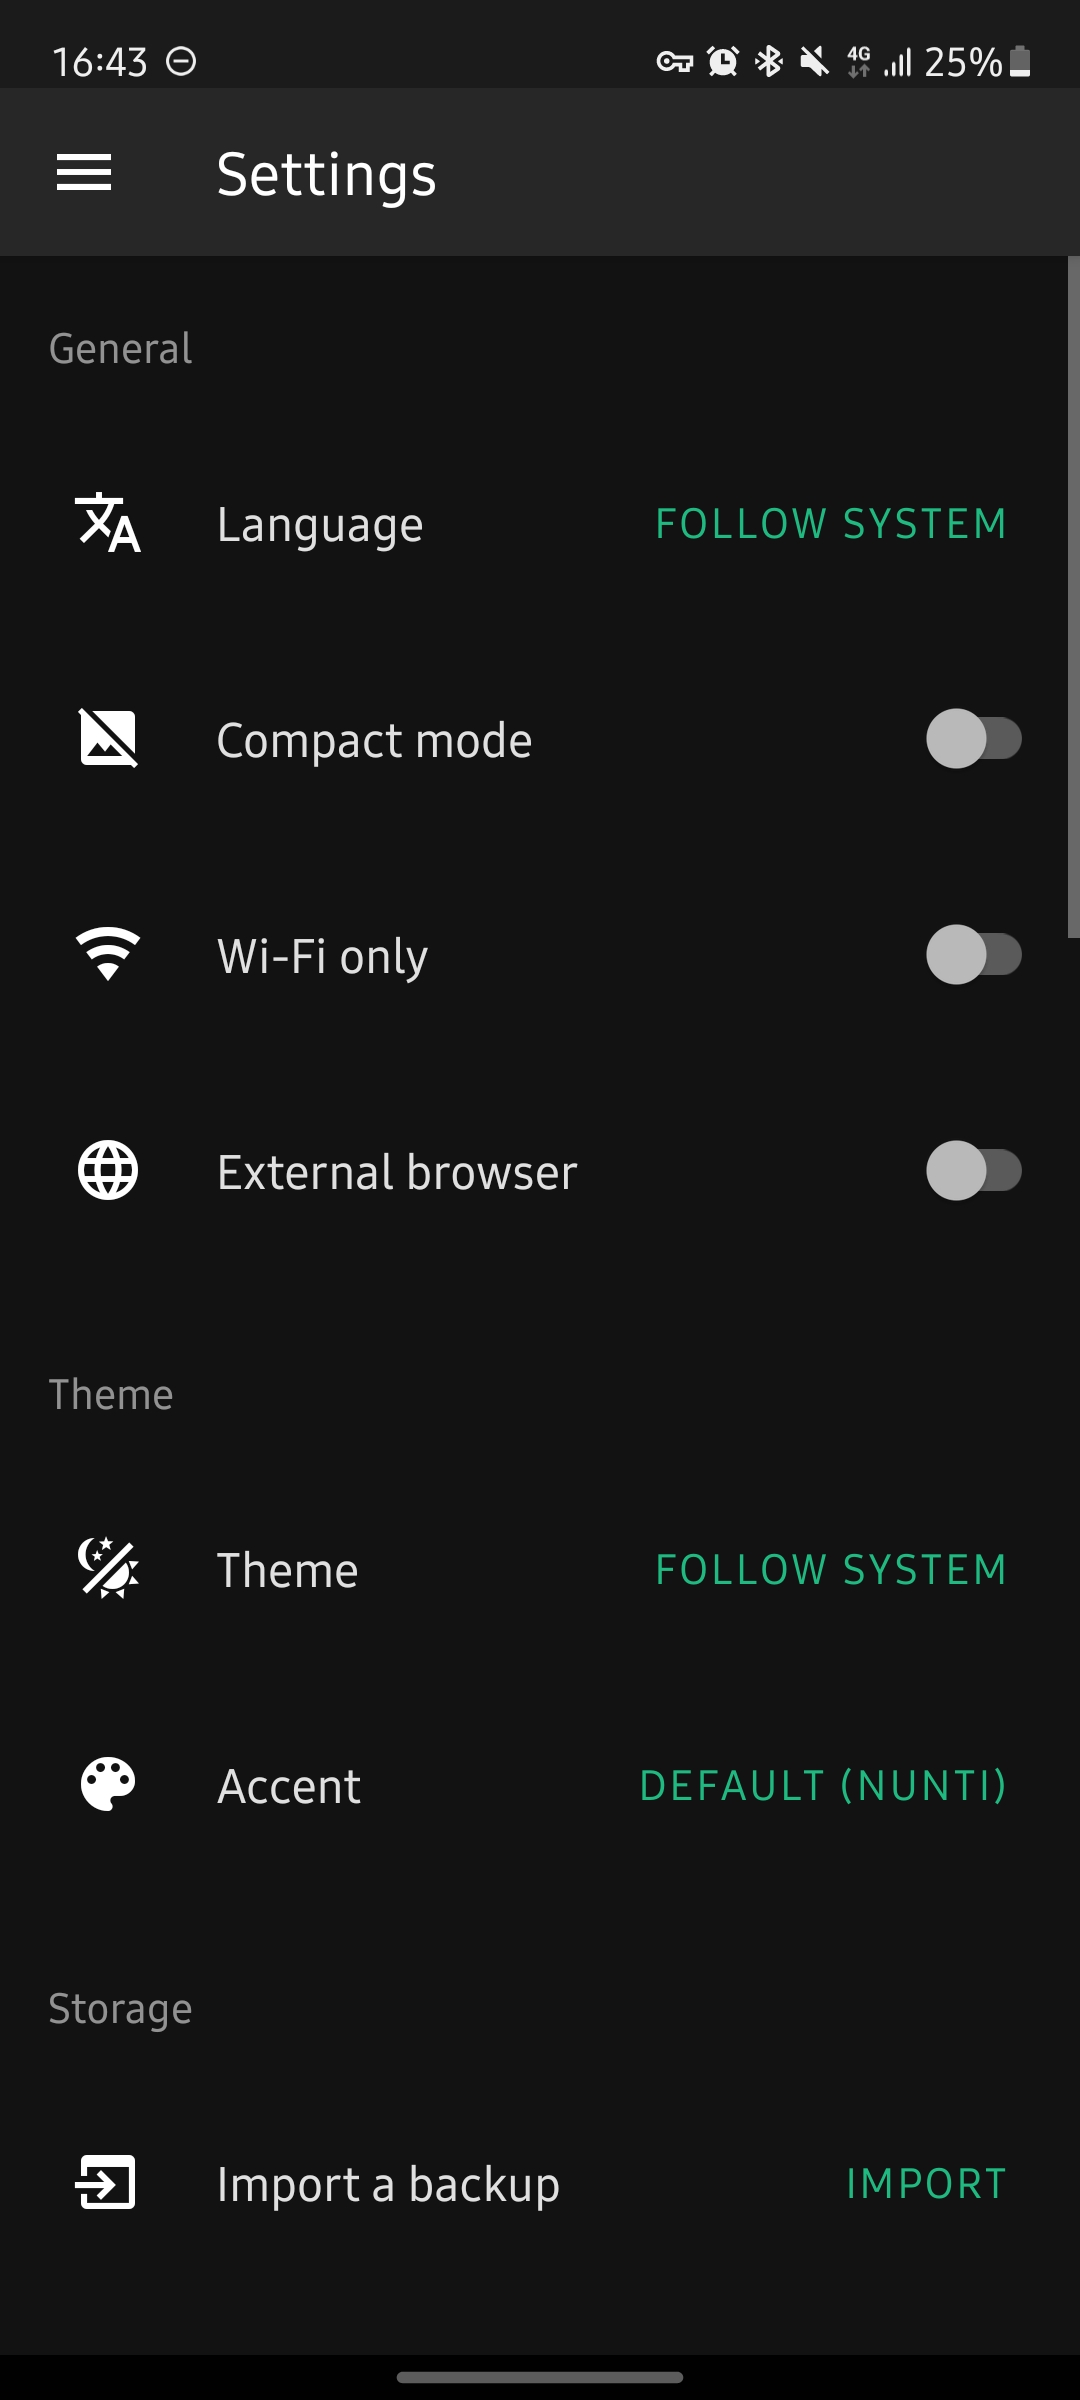 16:43 4G 25%
Settings
General
Language FOLLOW SYSTEM
Compact mode
Wi-Fi only
External browser
Theme
Theme FOLLOW SYSTEM
Accent DEFAULT (NUNTI)
Storage
Import a backup IMPORT